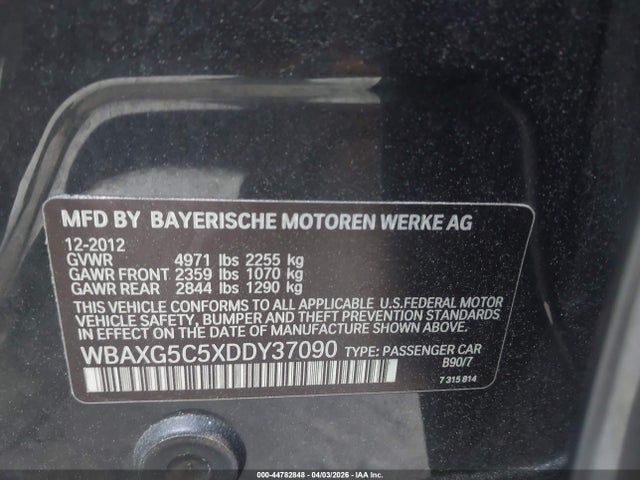 MFD BY BAYERISCHE MOTOREN WERKE AG
12-2012
GVWR 4971 lbs 2255 kg
GAWR FRONT 2359 lbs 1070 kg
GAWR REAR 2844 lbs 1290 kg
THIS VEHICLE CONFORMS TO ALL APPLICABLE U.S.FEDERAL MOTOR
VEHICLE SAFETY, BUMPER AND THEFT PREVENTION STANDARDS
IN EFFECT ON THE DATE OF MANUFACTURE SHOWN ABOVE.
WBAXG5C5XDDY37090 TYPE: PASSENGER CAR
B90/7
7 315 814
000-44782848 - 04/03/2026 - IAA Inc.